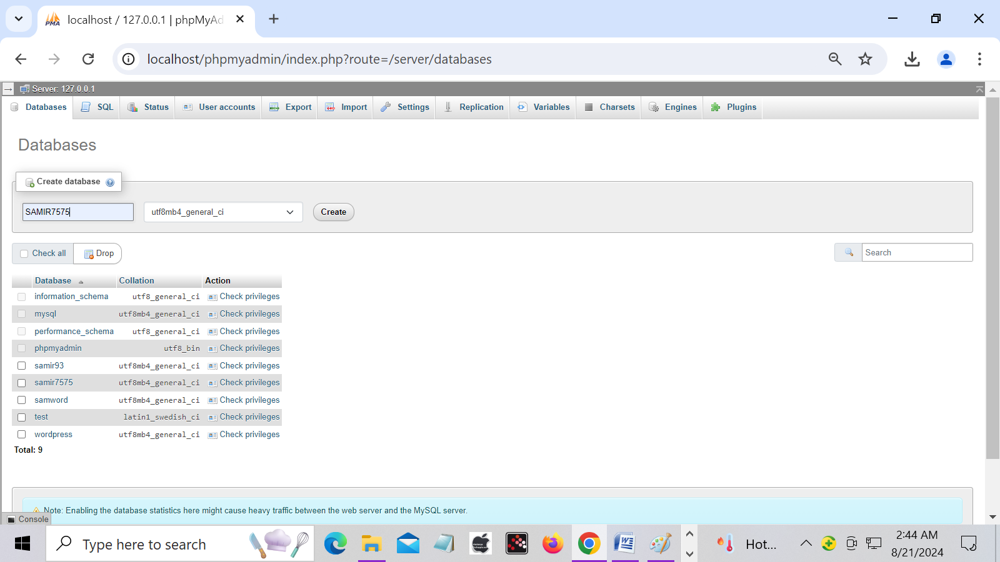 localhost / 127.0.0.1 | phpMyAd
localhost/phpmyadmin/index.php?route=/server/databases
Server: 127.0.0.1
Databases SQL Status User accounts Export Import Settings Replication Variables Charsets Engines Plugins
Databases
Create database
SAMIR7575 utf8mb4_general_ci Create
Check all Drop Search
Database Collation Action
information_schema utf8_general_ci Check privileges
mysql utf8mb4_general_ci Check privileges
performance_schema utf8_general_ci Check privileges
phpmyadmin utf8_bin Check privileges
samir93 utf8mb4_general_ci Check privileges
samir7575 utf8mb4_general_ci Check privileges
samword utf8mb4_general_ci Check privileges
test latin1_swedish_ci Check privileges
wordpress utf8mb4_general_ci Check privileges
Total: 9
Note: Enabling the database statistics here might cause heavy traffic between the web server and the MySQL server.
Console
Type here to search Hot... 2:44 AM
8/21/2024